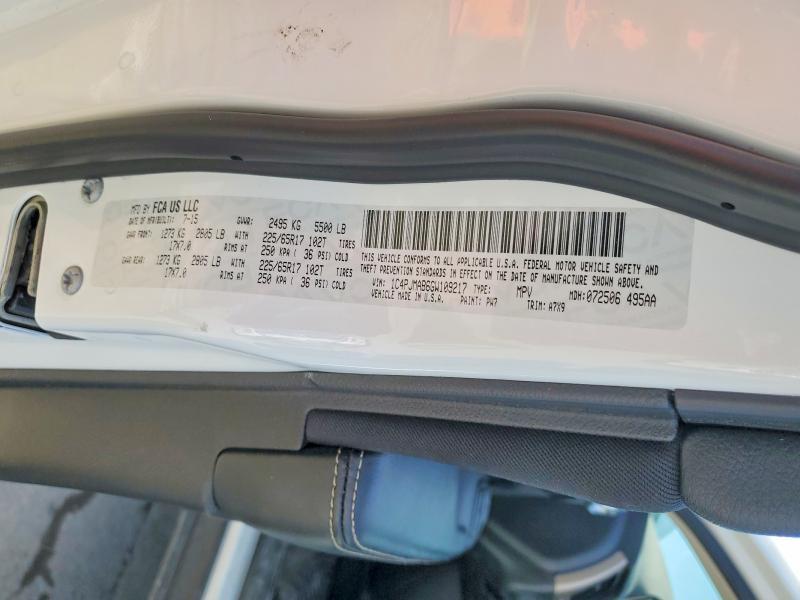 MFD BY FCA US LLC
DATE OF MFR(BUILT): 7-15 GVWR: 2495 KG 5500 LB
GAWR FRONT: 1273 KG 2805 LB WITH 225/65R17 102T TIRES
17X7.0 RIMS AT 250 KPA ( 36 PSI) COLD
GAWR REAR: 1273 KG 2805 LB WITH 225/65R17 102T TIRES
17X7.0 RIMS AT 250 KPA ( 36 PSI) COLD
THIS VEHICLE CONFORMS TO ALL APPLICABLE U.S.A. FEDERAL MOTOR VEHICLE SAFETY AND
THEFT PREVENTION STANDARDS IN EFFECT ON THE DATE OF MANUFACTURE SHOWN ABOVE.
VIN: 1C4PJMAB6GW109217 TYPE: MPV MDH: 072506 495AA
VEHICLE MADE IN U.S.A. PAINT: PW7 TRIM: A7X9